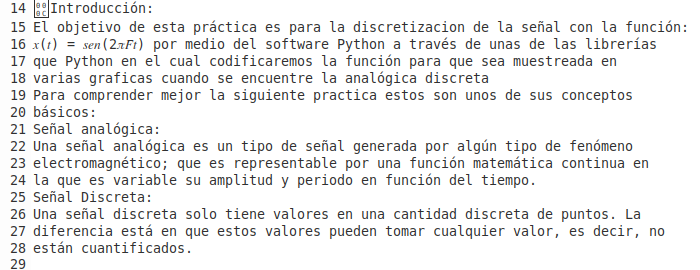 14 Introducción:
15 El objetivo de esta práctica es para la discretizacion de la señal con la función:
16 𝑥(𝑡) = 𝑠𝑒𝑛(2𝜋𝐹𝑡) por medio del software Python a través de unas de las librerías
17 que Python en el cual codificaremos la función para que sea muestreada en
18 varias graficas cuando se encuentre la analógica discreta
19 Para comprender mejor la siguiente practica estos son unos de sus conceptos
20 básicos:
21 Señal analógica:
22 Una señal analógica es un tipo de señal generada por algún tipo de fenómeno
23 electromagnético; que es representable por una función matemática continua en
24 la que es variable su amplitud y periodo en función del tiempo.
25 Señal Discreta:
26 Una señal discreta solo tiene valores en una cantidad discreta de puntos. La
27 diferencia está en que estos valores pueden tomar cualquier valor, es decir, no
28 están cuantificados.
29